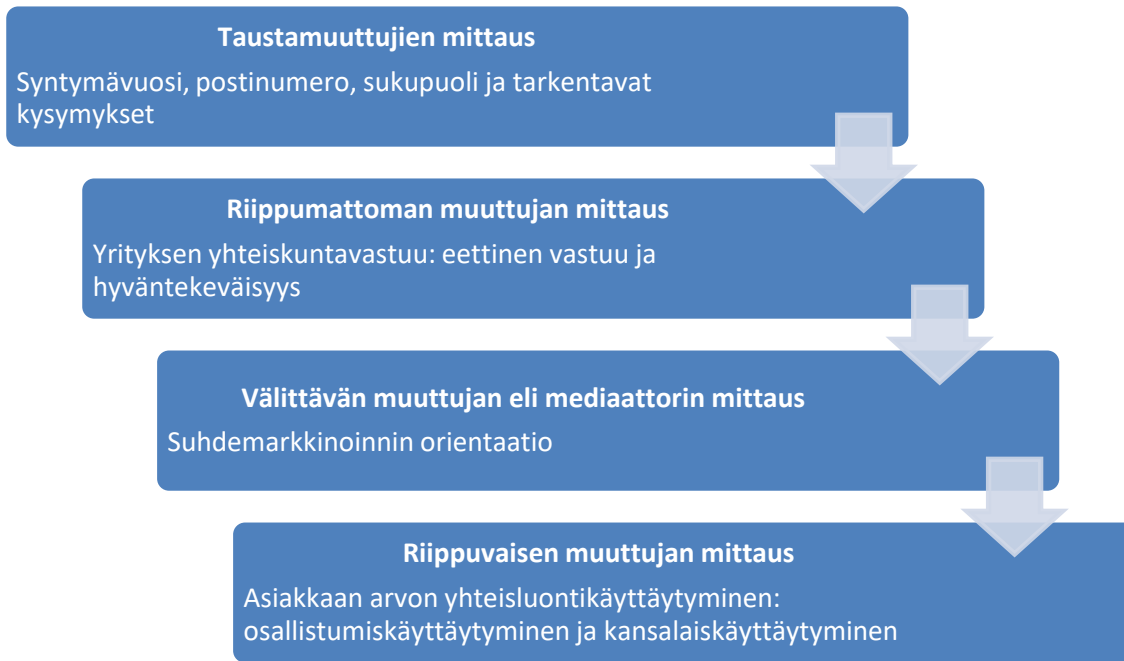 Taustamuuttujien mittaus
Syntymävuosi, postinumero, sukupuoli ja tarkentavat
kysymykset
Riippumattoman muuttujan mittaus
Yrityksen yhteiskuntavastuu: eettinen vastuu ja
hyväntekeväisyys
Välittävän muuttujan eli mediaattorin mittaus
Suhdemarkkinoinnin orientaatio
Riippuvaisen muuttujan mittaus
Asiakkaan arvon yhteisluontikäyttäytyminen:
osallistumiskäyttäytyminen ja kansalaiskäyttäytyminen